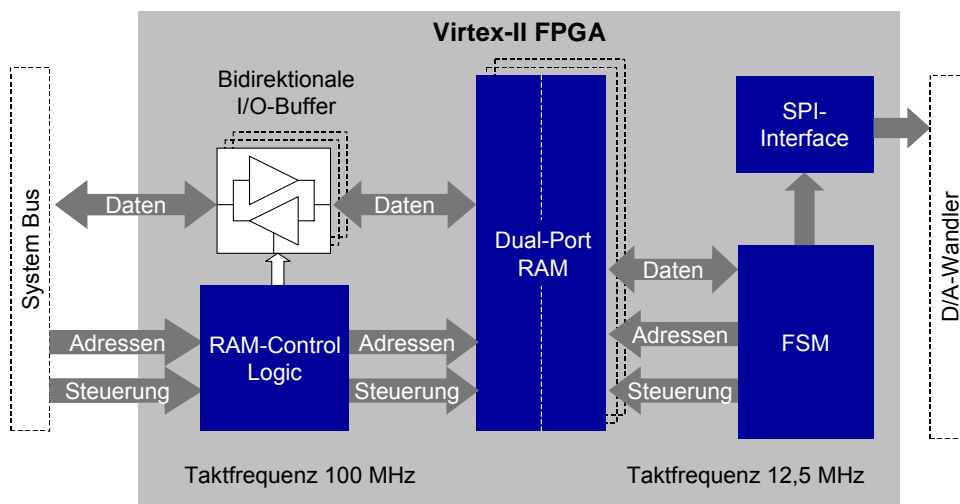 Virtex-II FPGA
System Bus
Bidirektionale
I/O-Buffer
Daten
Daten
Dual-Port
RAM
SPI-
Interface
D/A-Wandler
Daten
Adressen
RAM-Control
Logic
Adressen
Adressen
FSM
Steuerung
Steuerung
Steuerung
Taktfrequenz 100 MHz
Taktfrequenz 12,5 MHz